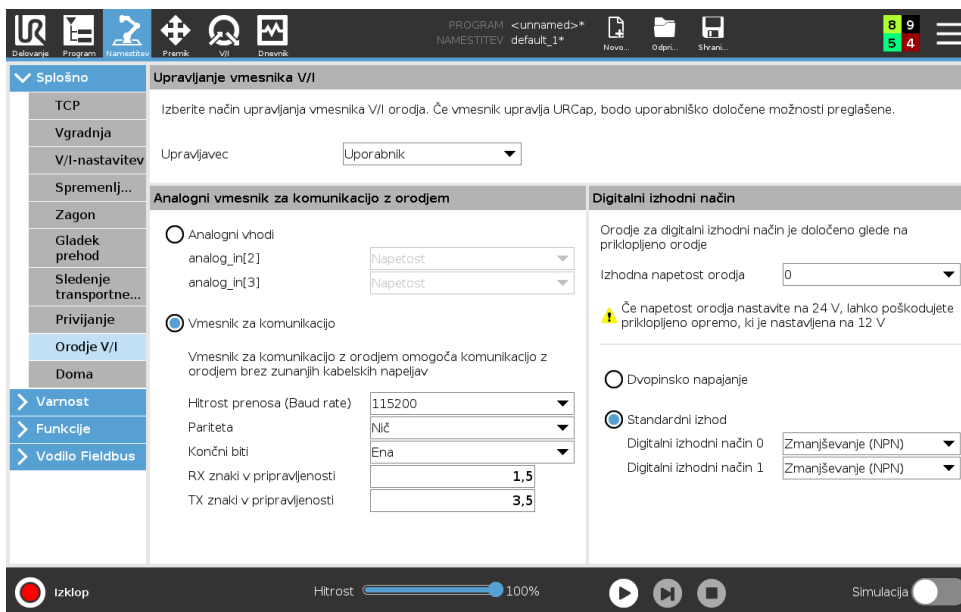 PROGRAM <unnamed>*
NAMESTITEV default_1*
Delovanje Program Namestitev Premik V/I Dnevnik Novo... Odpri... Shrani...
8 9
5 4
Splošno
TCP
Vgradnja
V/I-nastavitev
Spremenlj...
Zagon
Gladek
prehod
Sledenje
transportne...
Privijanje
Orodje V/I
Doma
Varnost
Funkcije
Vodilo Fieldbus
Upravljanje vmesnika V/I
Izberite način upravljanja vmesnika V/I orodja. Če vmesnik upravlja URCap, bodo uporabniško določene možnosti preglašene.
Upravljavec Uporabnik
Analogni vmesnik za komunikacijo z orodjem
Analogni vhodi
analog_in[2] Napetost
analog_in[3] Napetost
Vmesnik za komunikacijo
Vmesnik za komunikacijo z orodjem omogoča komunikacijo z
orodjem brez zunanjih kabelskih napeljav
Hitrost prenosa (Baud rate) 115200
Pariteta Nič
Končni biti Ena
RX znaki v pripravljenosti 1,5
TX znaki v pripravljenosti 3,5
Digitalni izhodni način
Orodje za digitalni izhodni način je določeno glede na
priklopljeno orodje
Izhodna napetost orodja 0
Če napetost orodja nastavite na 24 V, lahko poškodujete
priklopljeno opremo, ki je nastavljena na 12 V
Dvopinsko napajanje
Standardni izhod
Digitalni izhodni način 0 Zmanjševanje (NPN)
Digitalni izhodni način 1 Zmanjševanje (NPN)
Izklop Hitrost 100% Simulacija